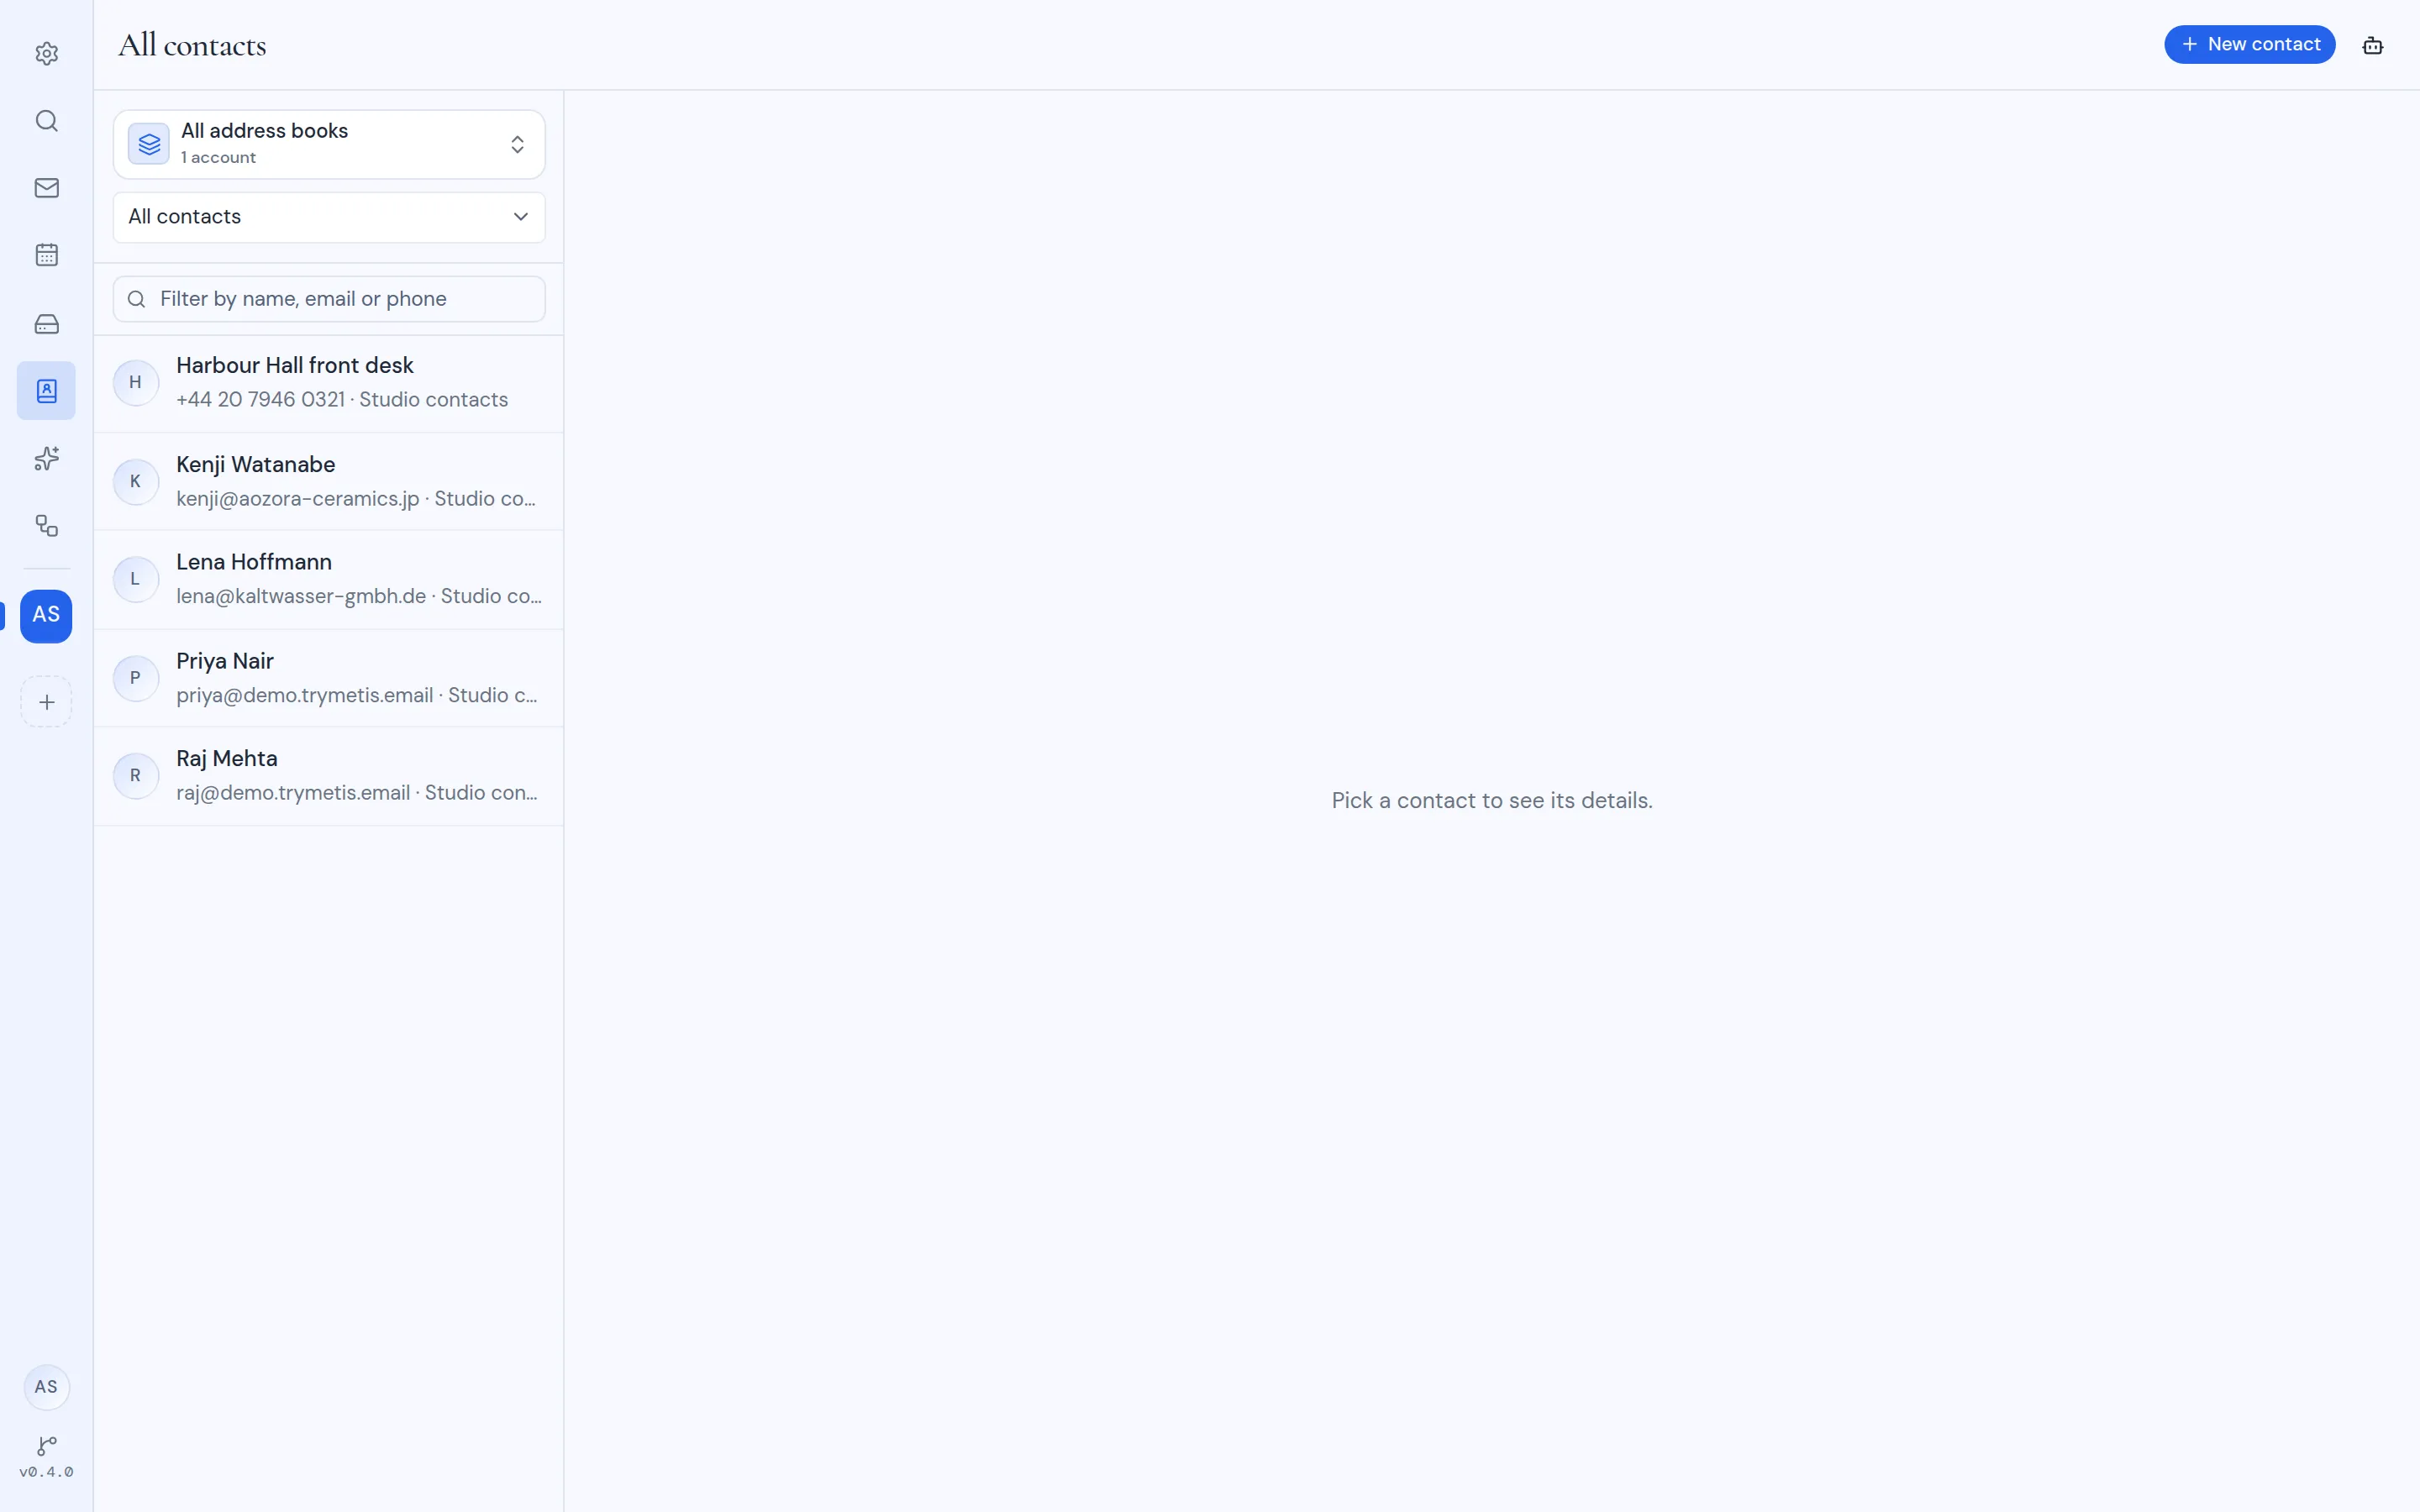 All contacts
New contact
All address books
1 account
All contacts
Filter by name, email or phone
H
Harbour Hall front desk
+44 20 7946 0321 · Studio contacts
K
Kenji Watanabe
kenji@aozora-ceramics.jp · Studio co...
L
Lena Hoffmann
lena@kaltwasser-gmbh.de · Studio co...
P
Priya Nair
priya@demo.trymetis.email · Studio c...
R
Raj Mehta
raj@demo.trymetis.email · Studio con...
Pick a contact to see its details.
AS
AS
v0.4.0